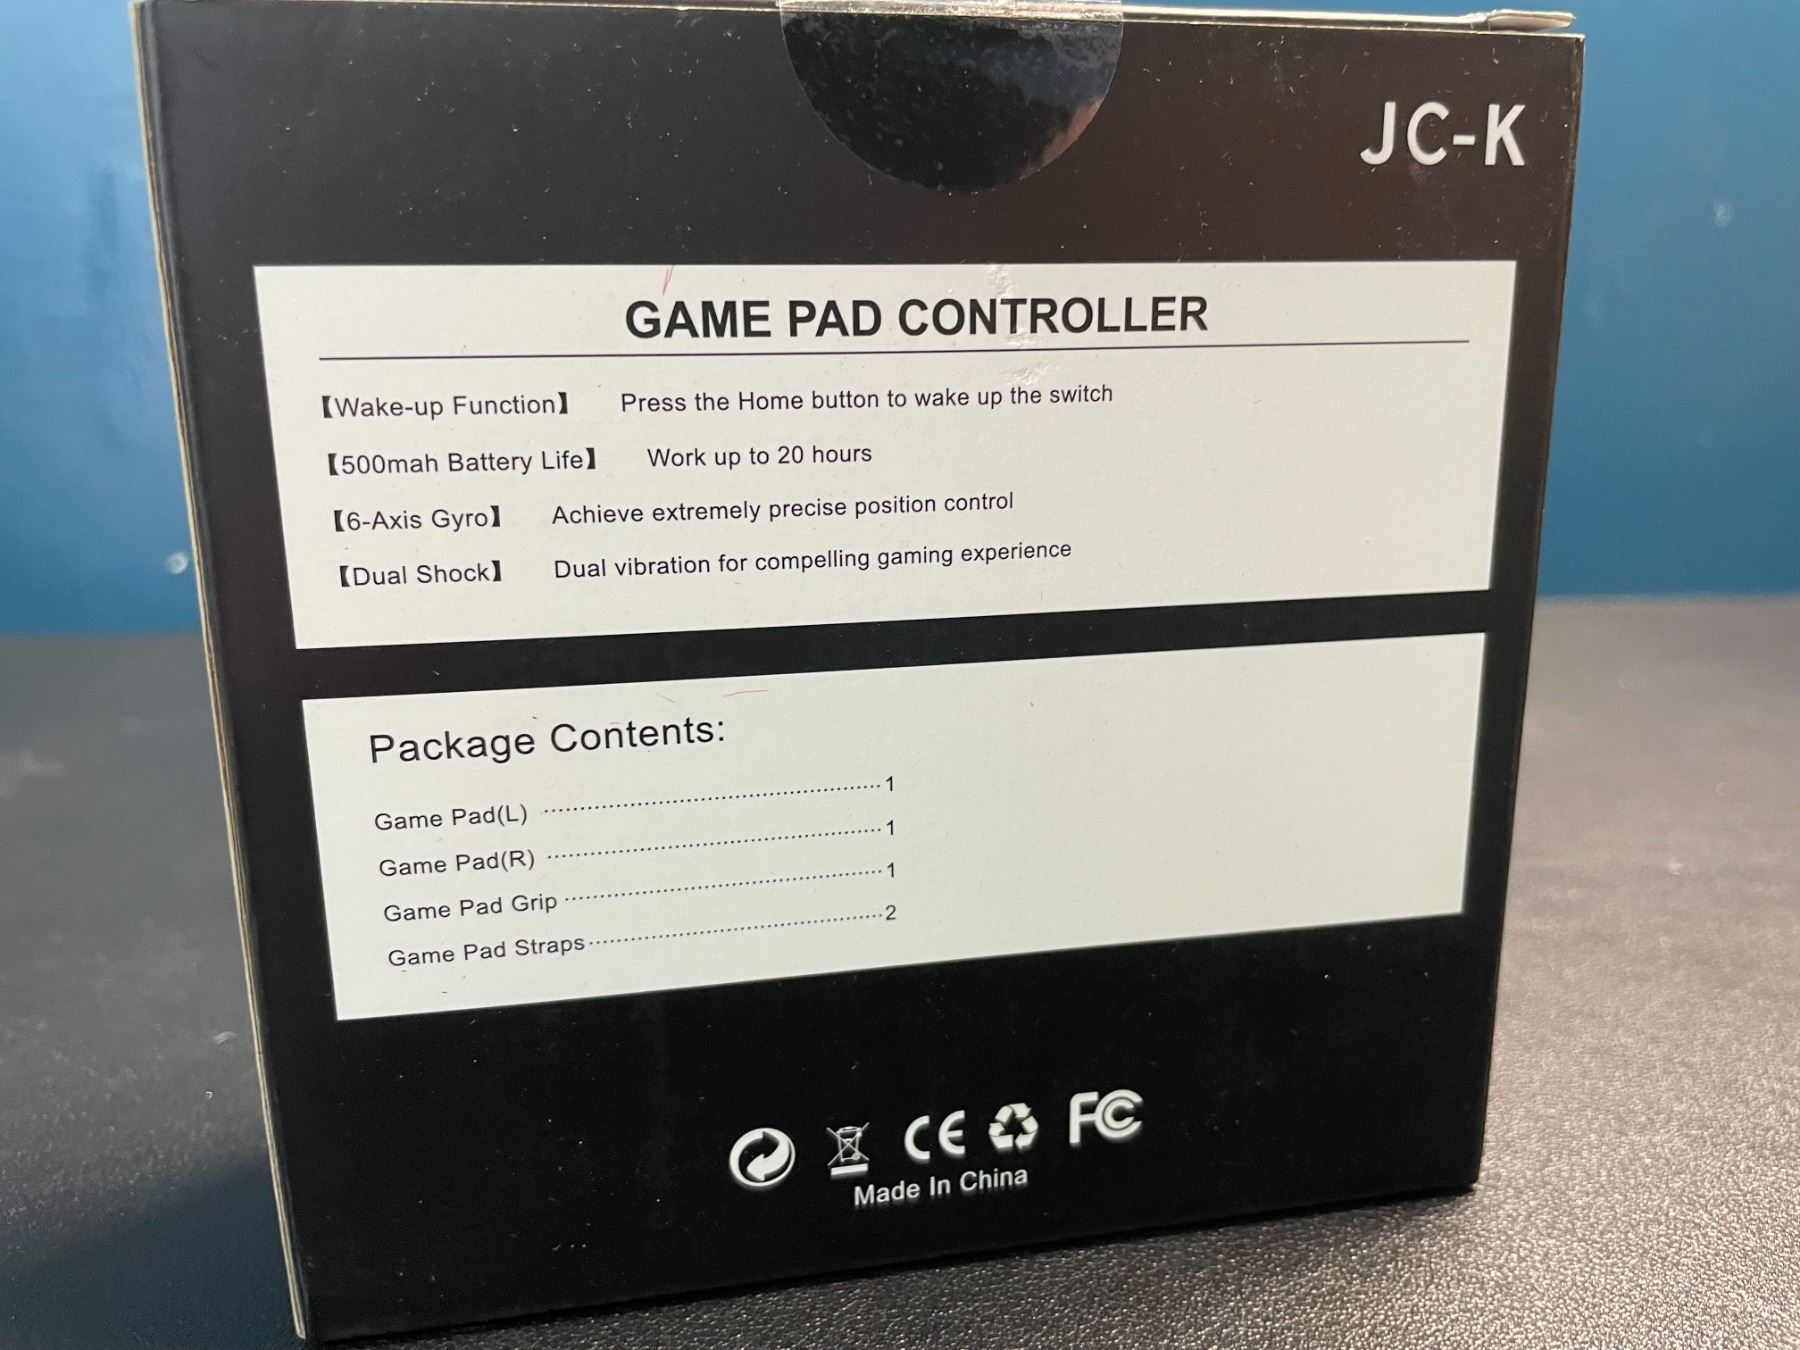 JC-K
GAME PAD CONTROLLER
【Wake-up Function】 Press the Home button to wake up the switch
【500mah Battery Life】 Work up to 20 hours
【6-Axis Gyro】 Achieve extremely precise position control
【Dual Shock】 Dual vibration for compelling gaming experience
Package Contents:
Game Pad(L) ........................................ 1
Game Pad(R) ........................................ 1
Game Pad Grip ........................................ 1
Game Pad Straps ........................................ 2
CE FC
Made In China